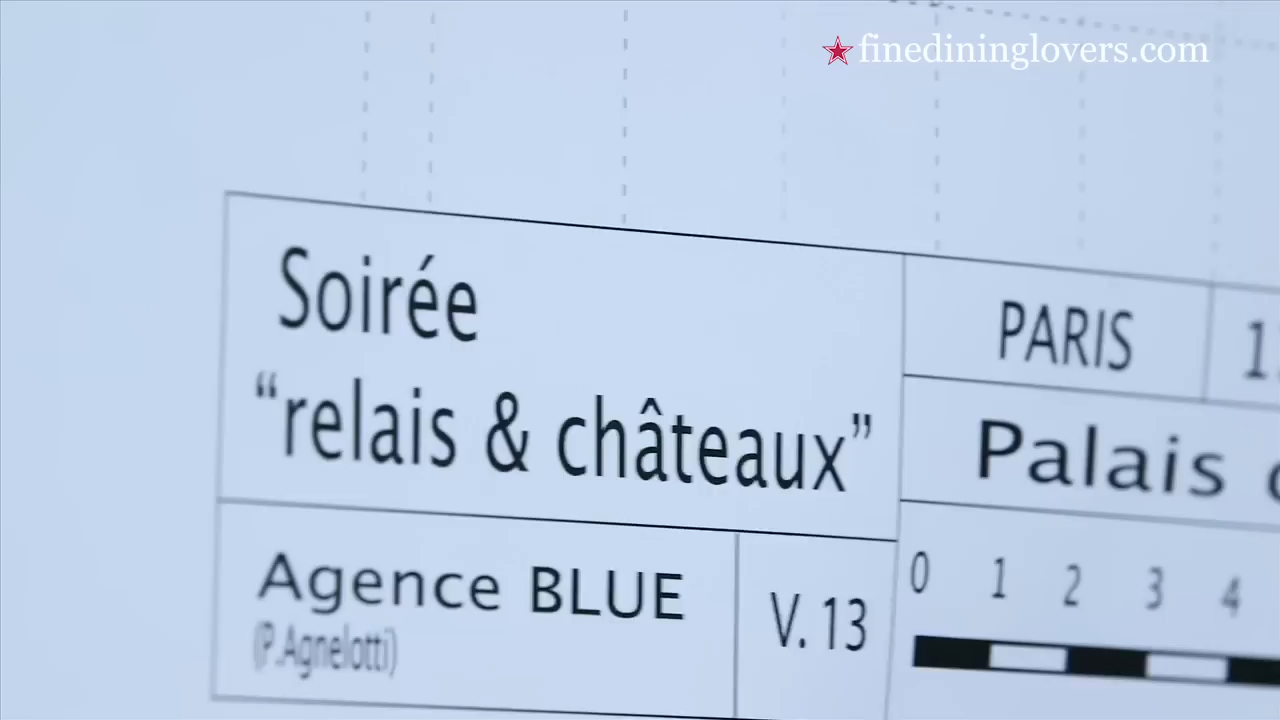 finedininglovers.com
Soirée
“relais & châteaux”
PARIS
Palais
Agence BLUE
(P.Agnelotti)
V. 13
0 1 2 3 4